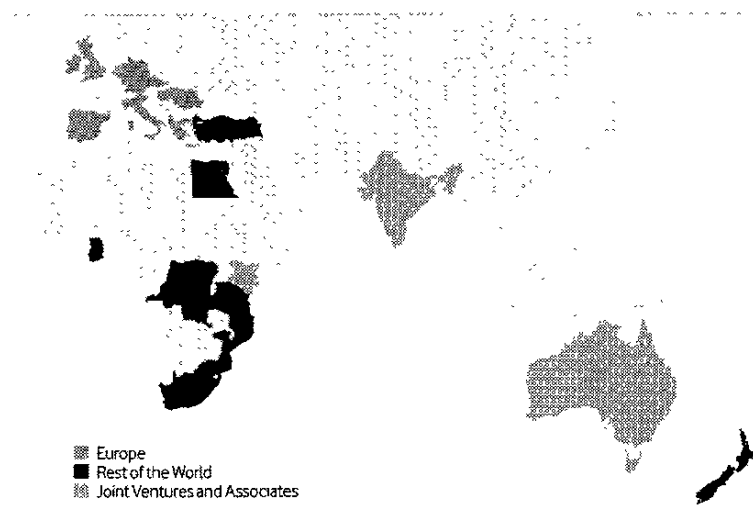 Europe
Rest of the World
Joint Ventures and Associates